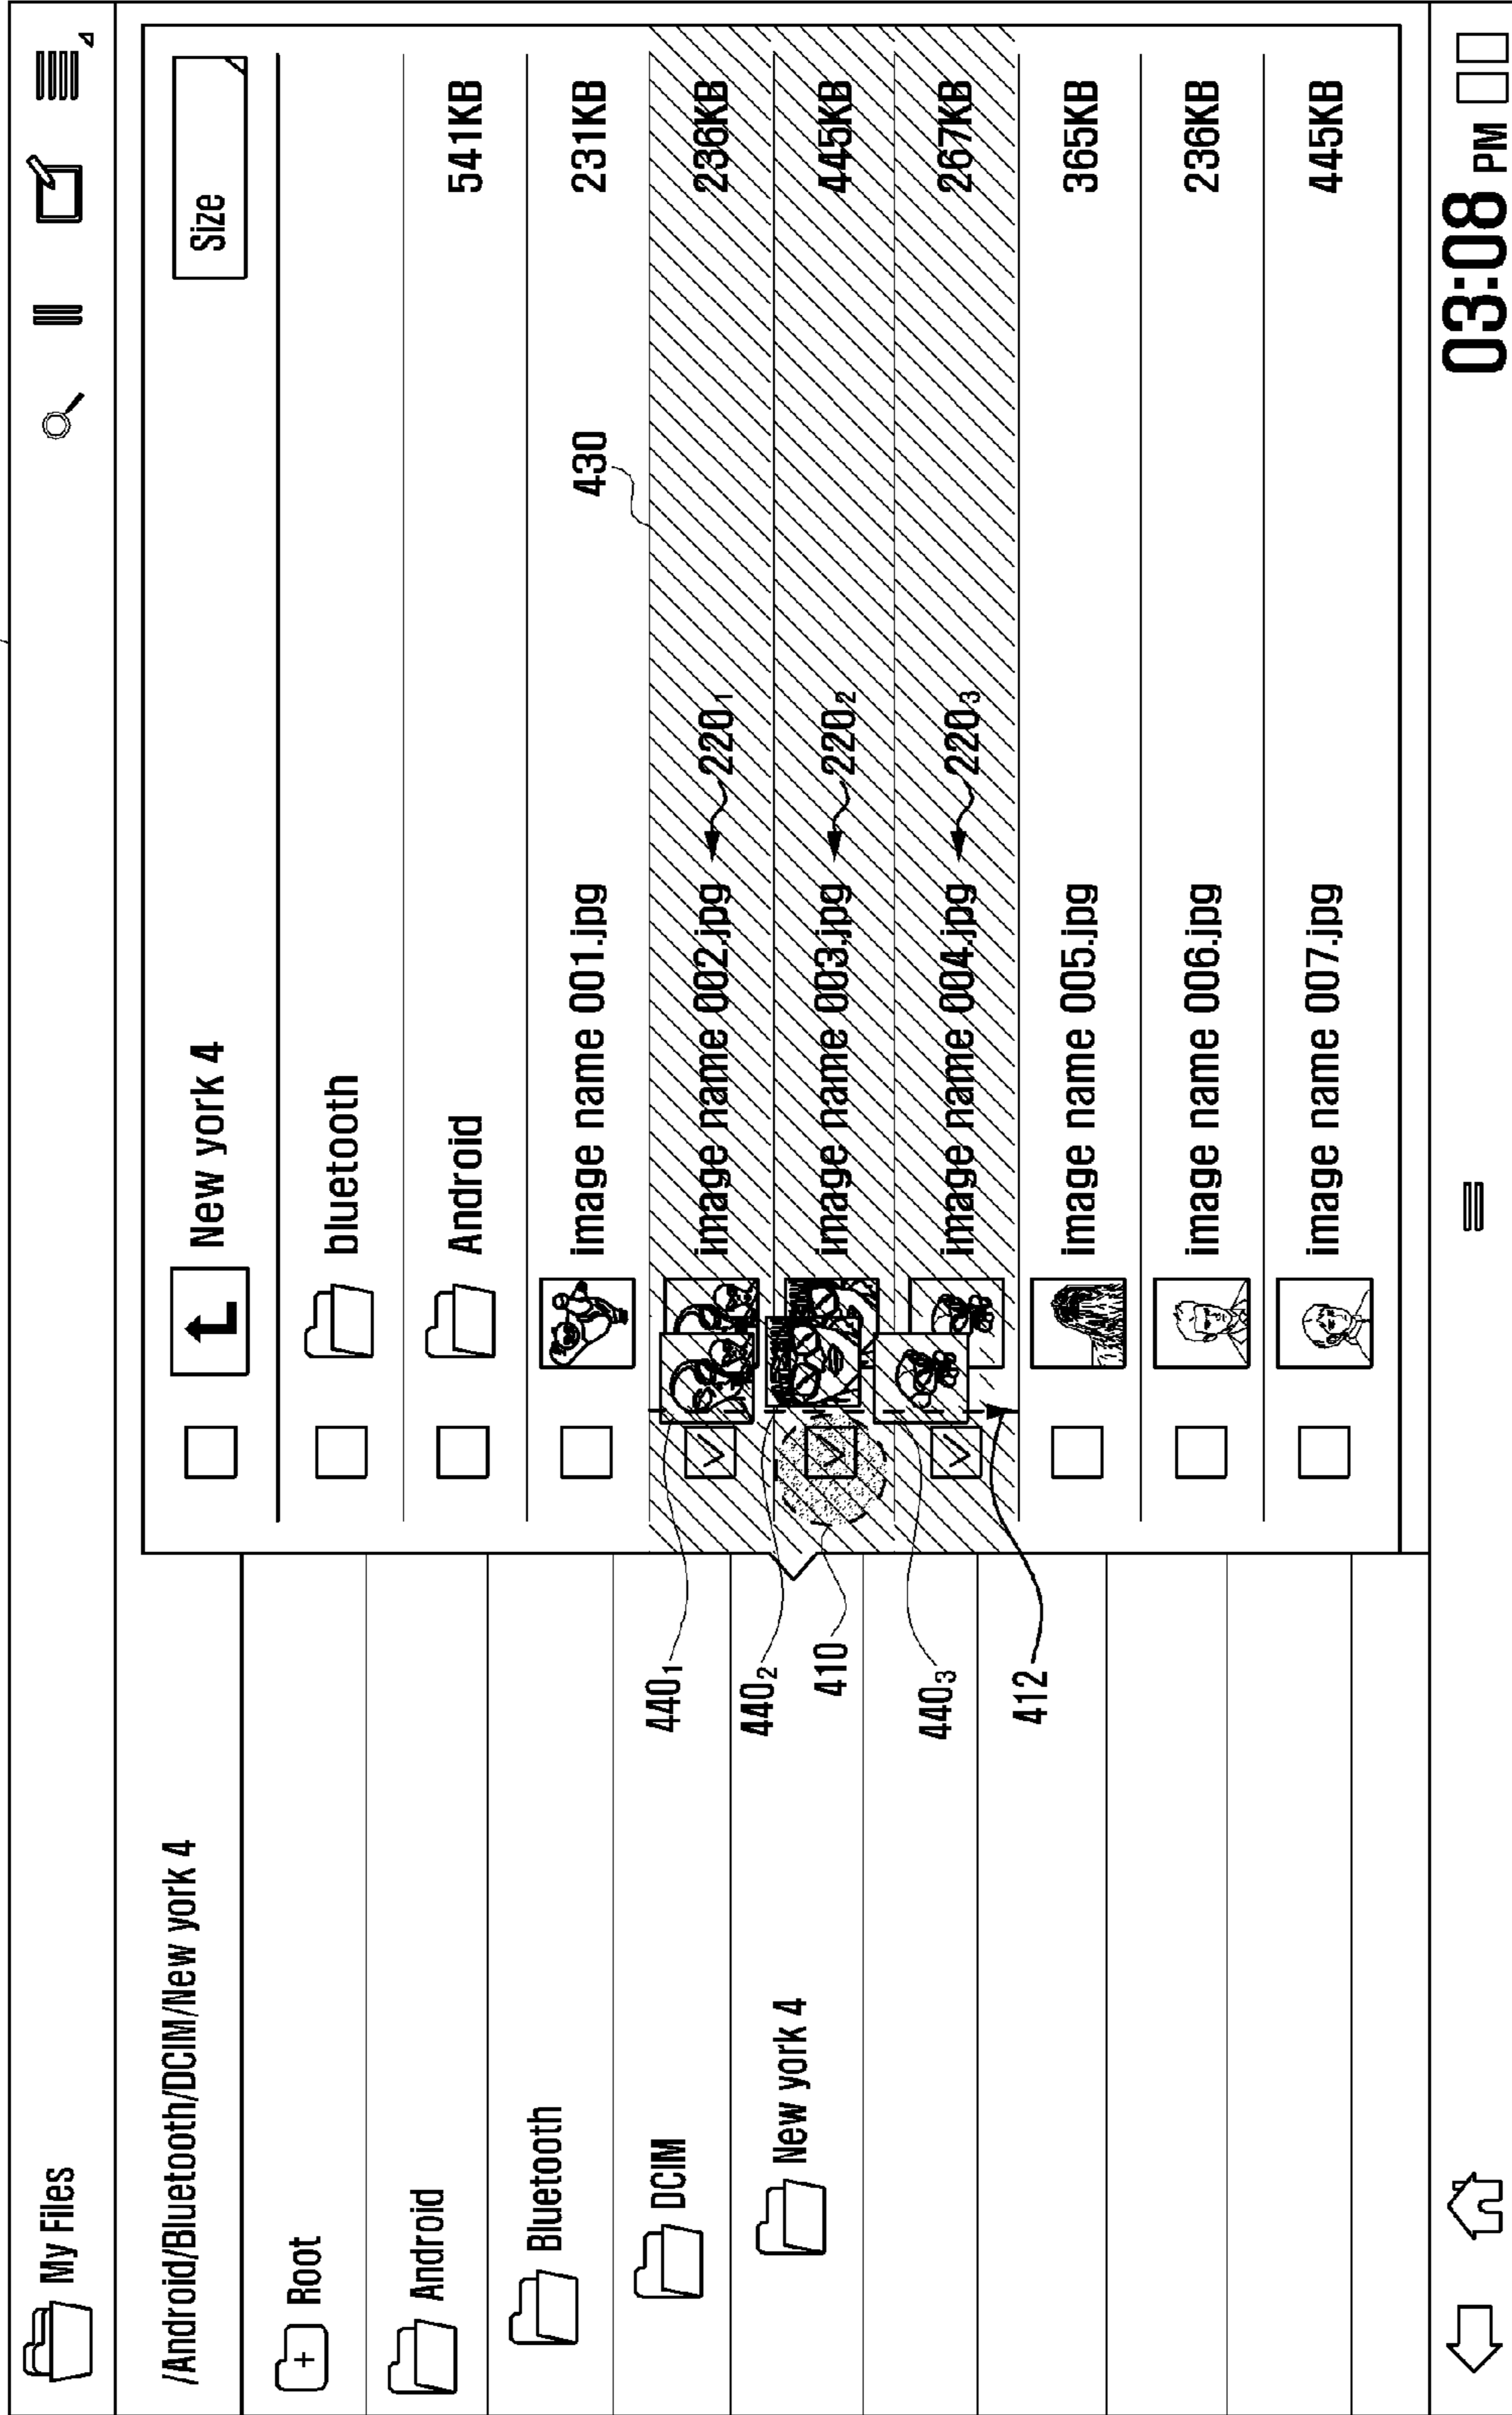 My Files
/Android/Bluetooth/DCIM/New york 4
Root
Android
Bluetooth
DCIM
New york 4
New york 4 Size
bluetooth
Android 541KB
image name 001.jpg 231KB
430
image name 002.jpg 220₁ 236KB
image name 003.jpg 220₂ 445KB
image name 004.jpg 220₃ 267KB
image name 005.jpg 365KB
image name 006.jpg 236KB
image name 007.jpg 445KB
440₁
440₂
410
440₃
412
03:08 PM